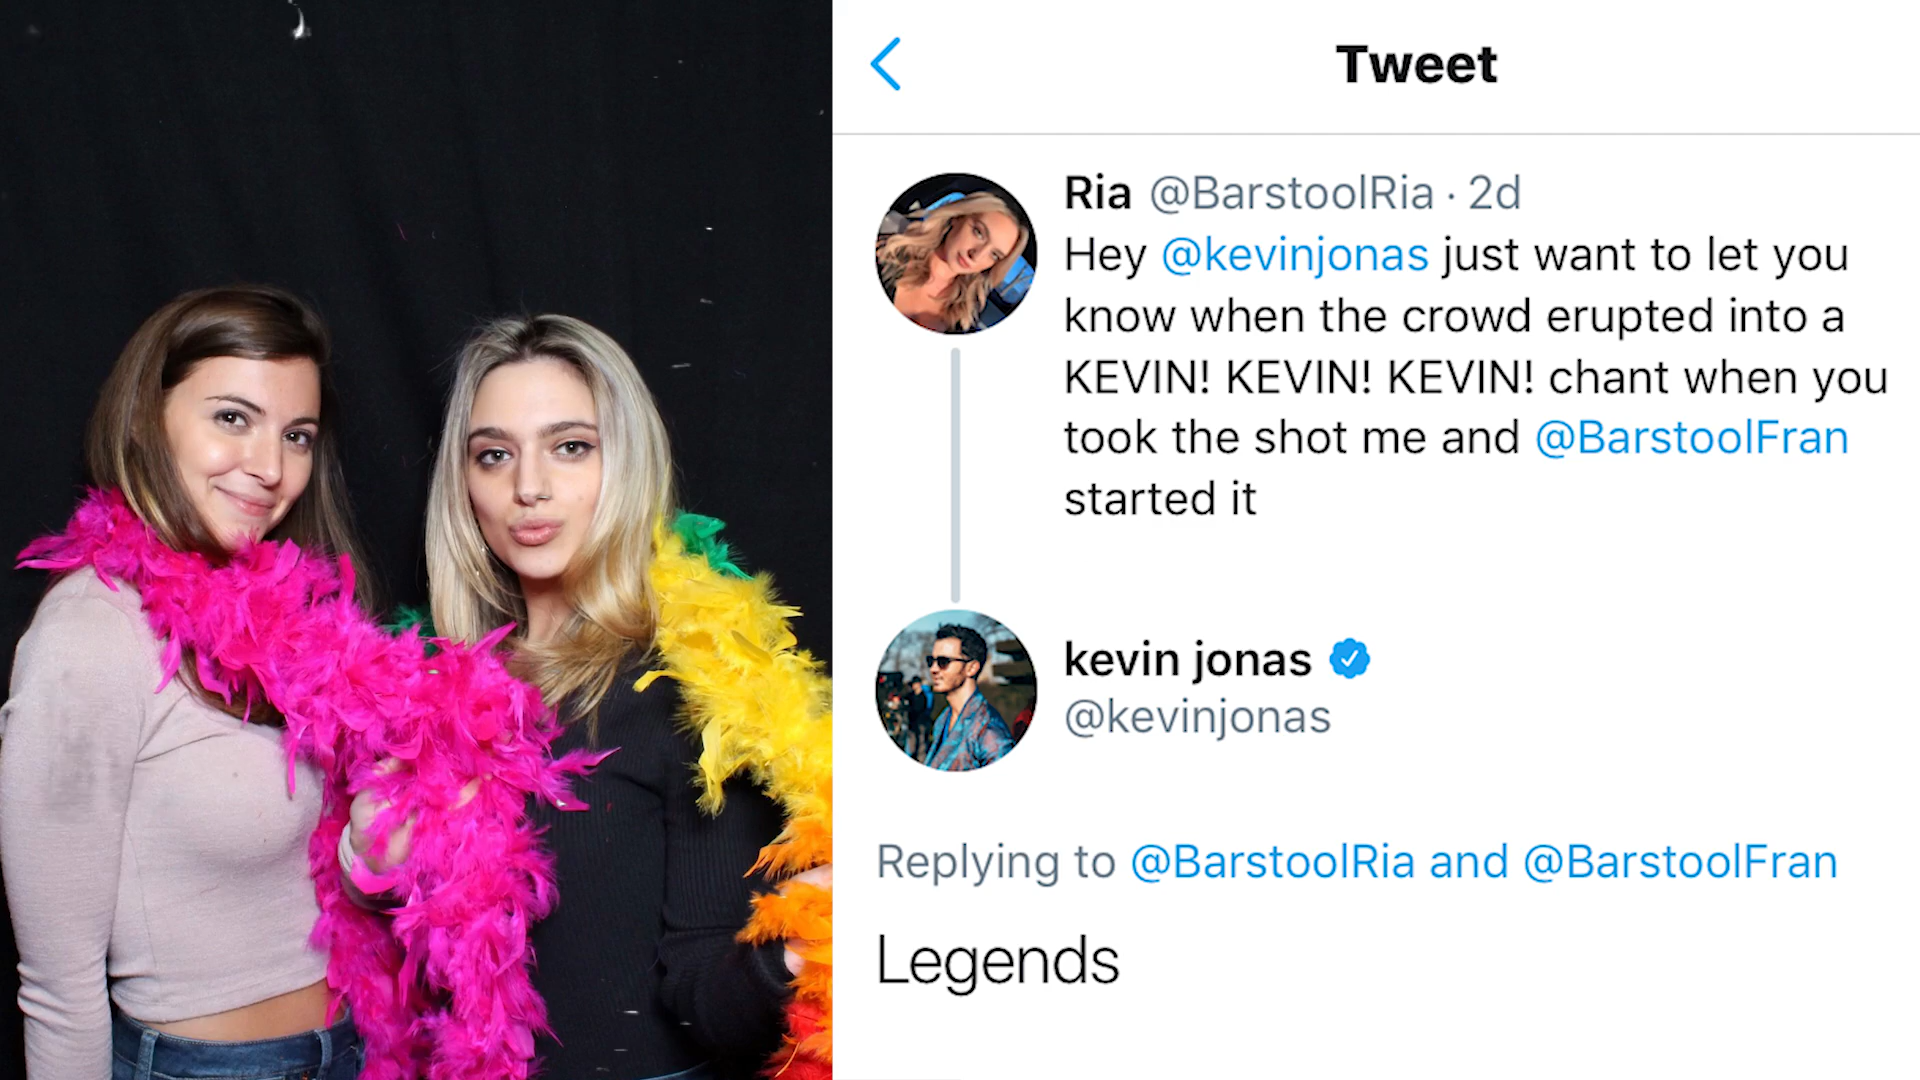 Tweet
Ria @BarstoolRia · 2d
Hey @kevinjonas just want to let you
know when the crowd erupted into a
KEVIN! KEVIN! KEVIN! chant when you
took the shot me and @BarstoolFran
started it
kevin jonas
@kevinjonas
Replying to @BarstoolRia and @BarstoolFran
Legends